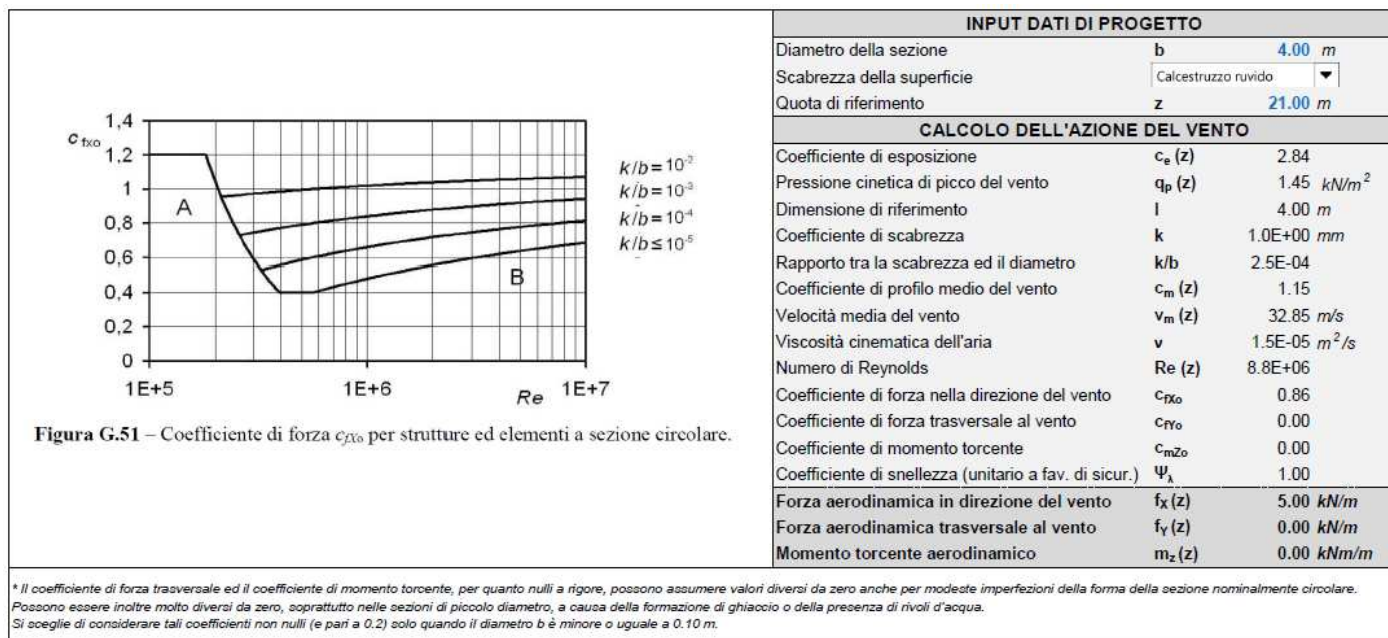 c fxo
1,4
1,2
1
0,8
0,6
0,4
0,2
0
A
B
k/b = 10⁻²
k/b = 10⁻³
k/b = 10⁻⁴
k/b ≤ 10⁻⁵
1E+5 1E+6 Re 1E+7
Figura G.51 – Coefficiente di forza cfXo per strutture ed elementi a sezione circolare.
INPUT DATI DI PROGETTO
Diametro della sezione b 4.00 m
Scabrezza della superficie Calcestruzzo ruvido
Quota di riferimento z 21.00 m
CALCOLO DELL'AZIONE DEL VENTO
Coefficiente di esposizione ce (z) 2.84
Pressione cinetica di picco del vento qp (z) 1.45 kN/m²
Dimensione di riferimento l 4.00 m
Coefficiente di scabrezza k 1.0E+00 mm
Rapporto tra la scabrezza ed il diametro k/b 2.5E-04
Coefficiente di profilo medio del vento cm (z) 1.15
Velocità media del vento vm (z) 32.85 m/s
Viscosità cinematica dell'aria ν 1.5E-05 m²/s
Numero di Reynolds Re (z) 8.8E+06
Coefficiente di forza nella direzione del vento cfXo 0.86
Coefficiente di forza trasversale al vento cfYo 0.00
Coefficiente di momento torcente cmZo 0.00
Coefficiente di snellezza (unitario a fav. di sicur.) Ψλ 1.00
Forza aerodinamica in direzione del vento fX (z) 5.00 kN/m
Forza aerodinamica trasversale al vento fY (z) 0.00 kN/m
Momento torcente aerodinamico mz (z) 0.00 kNm/m
* Il coefficiente di forza trasversale ed il coefficiente di momento torcente, per quanto nulli a rigore, possono assumere valori diversi da zero anche per modeste imperfezioni della forma della sezione nominalmente circolare.
Possono essere inoltre molto diversi da zero, soprattutto nelle sezioni di piccolo diametro, a causa della formazione di ghiaccio o della presenza di rivoli d'acqua.
Si sceglie di considerare tali coefficienti non nulli (e pari a 0.2) solo quando il diametro b è minore o uguale a 0.10 m.